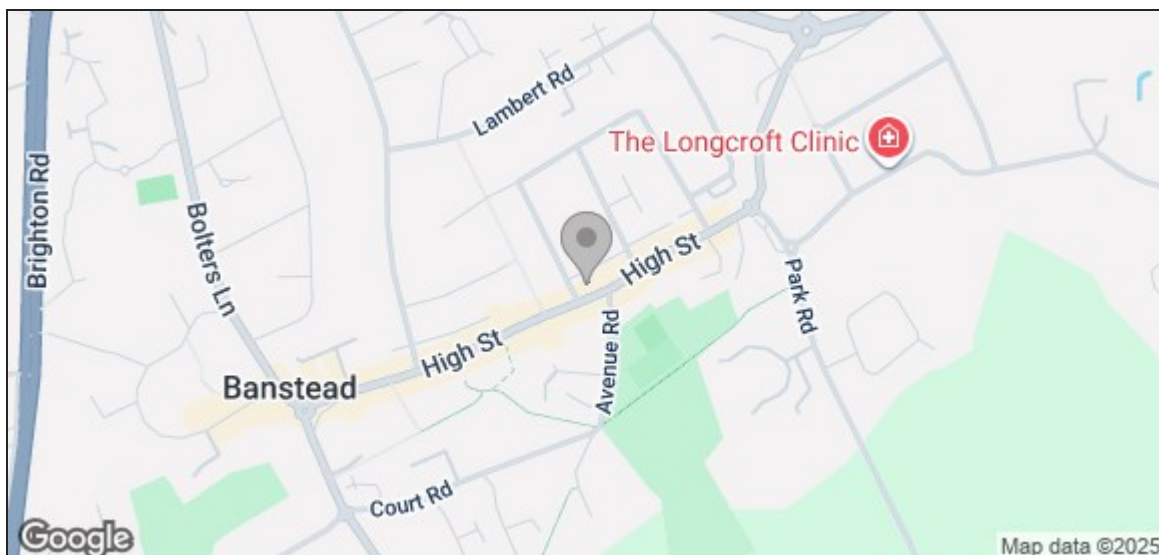 Lambert Rd
The Longcroft Clinic
Brighton Rd
Bolters Ln
High St
Park Rd
High St
Avenue Rd
Banstead
Court Rd
Google
Map data ©2025